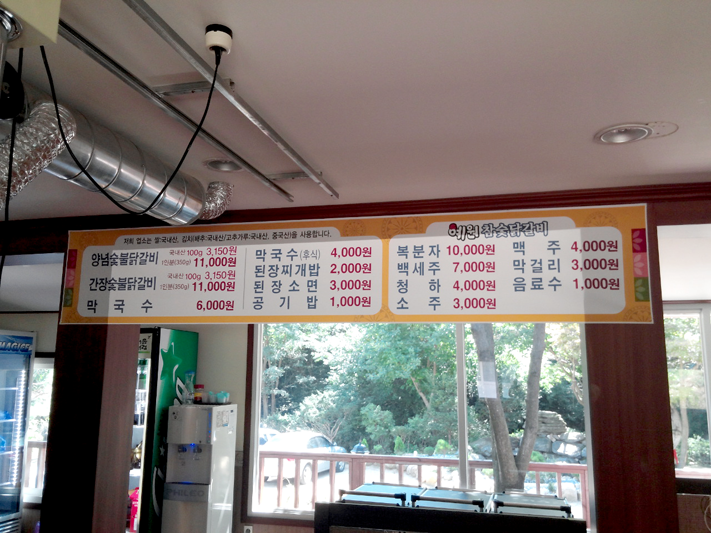 저희 업소는 쌀:국내산, 김치(배추:국내산/고추가루:국내산, 중국산)을 사용합니다.
예원 참숯닭갈비
양념숯불닭갈비 국내산 100g 3,150원
1인분(350g) 11,000원
간장숯불닭갈비 국내산 100g 3,150원
1인분(350g) 11,000원
막국수 6,000원
막국수(후식) 4,000원
된장찌개밥 2,000원
된장소면 3,000원
공기밥 1,000원
복분자 10,000원
백세주 7,000원
청하 4,000원
소주 3,000원
맥주 4,000원
막걸리 3,000원
음료수 1,000원
PHILCO